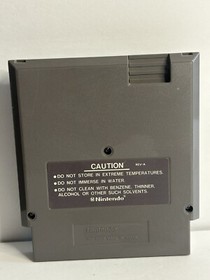 CAUTION
REV-A
•DO NOT STORE IN EXTREME TEMPERATURES.
•DO NOT IMMERSE IN WATER.
•DO NOT CLEAN WITH BENZENE, THINNER,
ALCOHOL OR OTHER SUCH SOLVENTS.
®Nintendo